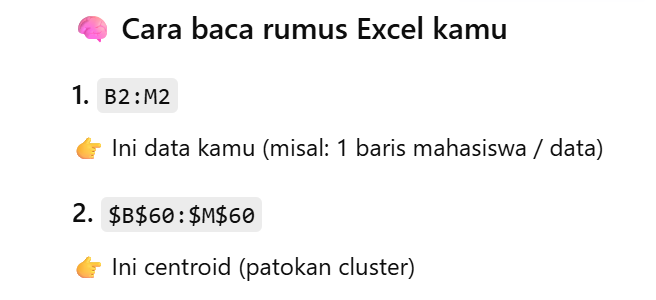 🧠 Cara baca rumus Excel kamu
1. B2:M2
👉 Ini data kamu (misal: 1 baris mahasiswa / data)
2. $B$60:$M$60
👉 Ini centroid (patokan cluster)